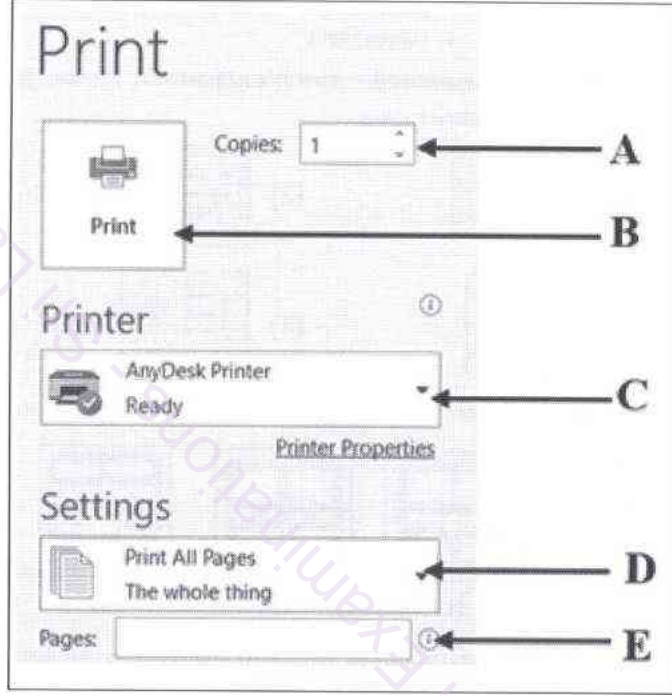 Print
Copies: 1
A
Print
B
Printer
AnyDesk Printer
Ready
C
Printer Properties
Settings
Print All Pages
The whole thing
D
Pages:
E